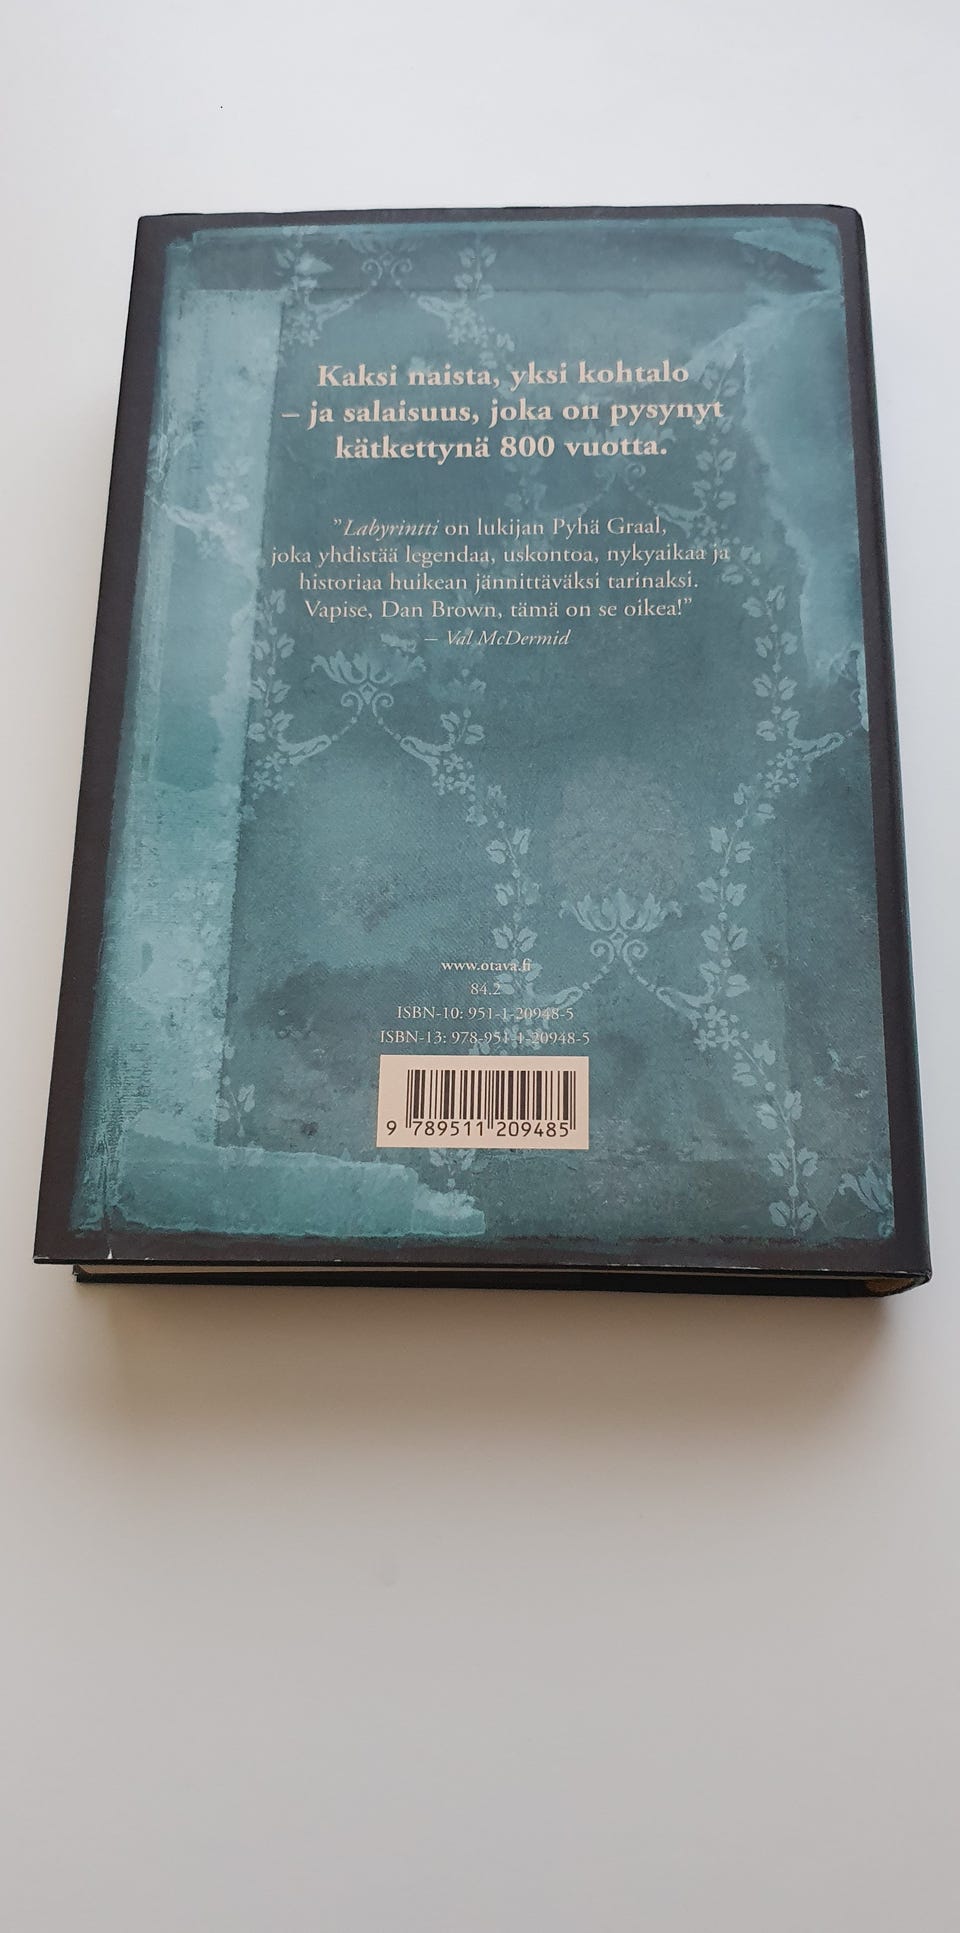 Kaksi naista, yksi kohtalo
– ja salaisuus, joka on pysynyt
kätkettynä 800 vuotta.
”Labyrintti on lukijan Pyhä Graal,
joka yhdistää legendaa, uskontoa, nykyaikaa ja
historiaa huikean jännittäväksi tarinaksi.
Vapise, Dan Brown, tämä on se oikea!”
– Val McDermid
www.otava.fi
84.2
ISBN-10: 951-1-20948-5
ISBN-13: 978-951-1-20948-5
9 789511 209485